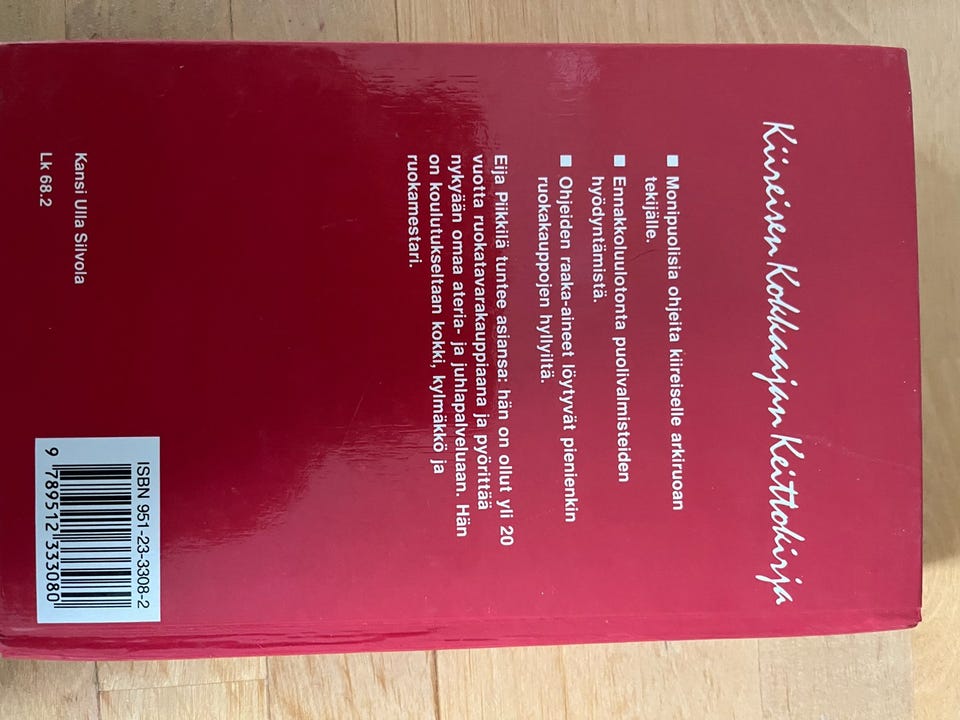 Kiireisen Kokkaajan Keittokirja
■ Monipuolisia ohjeita kiireiselle arkiruoan
tekijälle.
■ Ennakkoluulotonta puolivalmisteiden
hyödyntämistä.
■ Ohjeiden raaka-aineet löytyvät pienienkin
ruokakauppojen hyllyiltä.
Eija Piikkilä tuntee asiansa: hän on ollut yli 20
vuotta ruokatavarakauppiaana ja pyörittää
nykyään omaa ateria- ja juhlapalveluaan. Hän
on koulutukseltaan kokki, kylmäkkö ja
ruokamestari.
Kansi Ulla Silvola
Lk 68.2
ISBN 951-23-3308-2
9 789512 333080